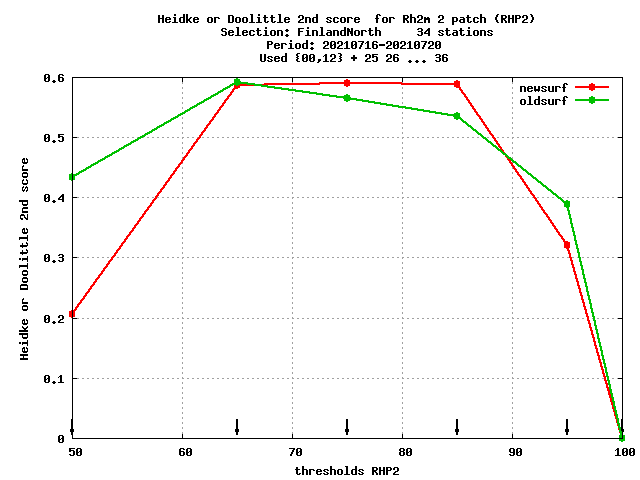 Heidke or Doolittle 2nd score  for Rh2m 2 patch (RHP2)
Selection: FinlandNorth     34 stations
Period: 20210716-20210720
Used {00,12} + 25 26 ... 36
newsurf
oldsurf
0.6
0.5
0.4
0.3
0.2
0.1
0
Heidke or Doolittle 2nd score
50 60 70 80 90 100
thresholds RHP2